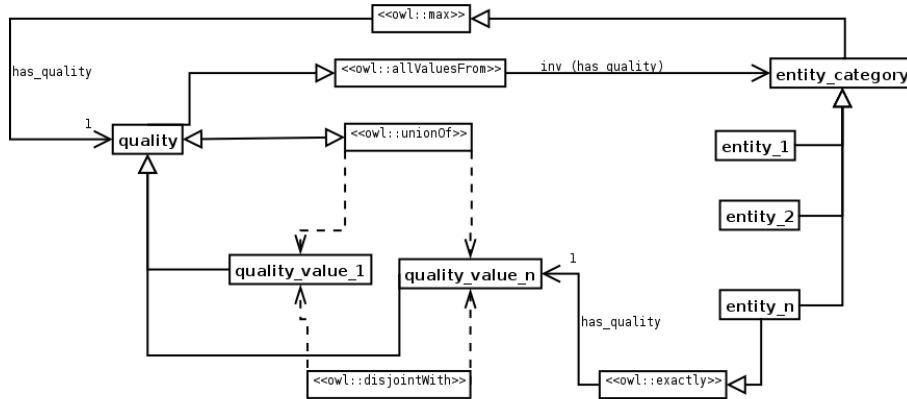 <<owl::max>>
has_quality
<<owl::allValuesFrom>>
inv (has_quality)
entity_category
1
quality
<<owl::unionOf>>
entity_1
entity_2
quality_value_1
quality_value_n
1
entity_n
has_quality
<<owl::disjointWith>>
<<owl::exactly>>